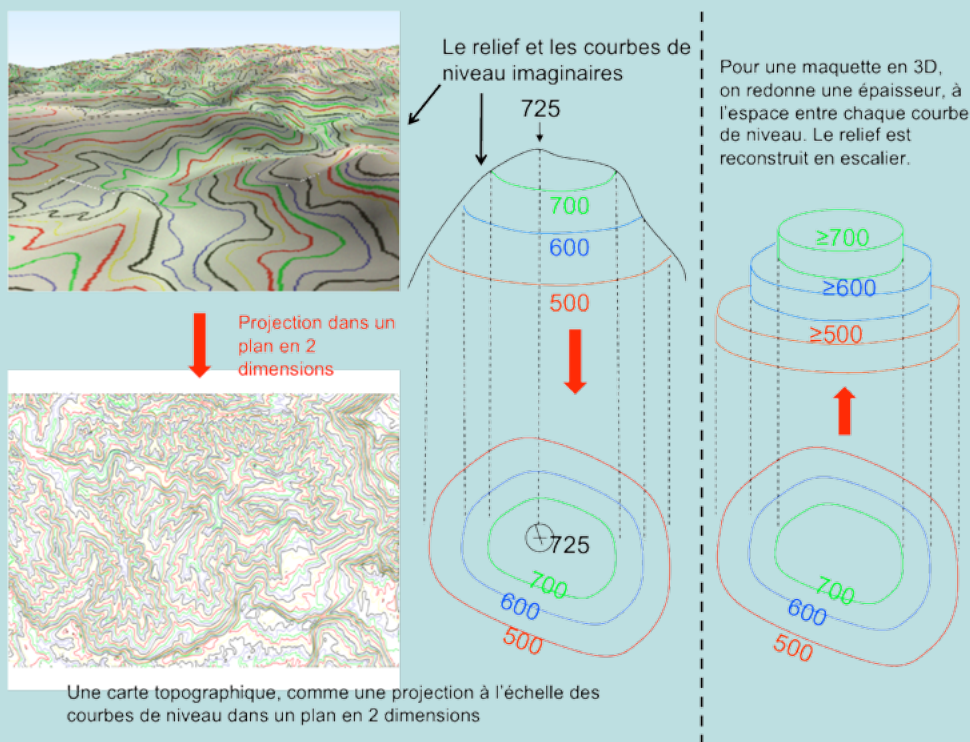 Le relief et les courbes de
niveau imaginaires
725
700
600
500
Projection dans un
plan en 2
dimensions
725
700
600
500
Une carte topographique, comme une projection à l'échelle des
courbes de niveau dans un plan en 2 dimensions
Pour une maquette en 3D,
on redonne une épaisseur, à
l'espace entre chaque courbe
de niveau. Le relief est
reconstruit en escalier.
≥700
≥600
≥500
700
600
500